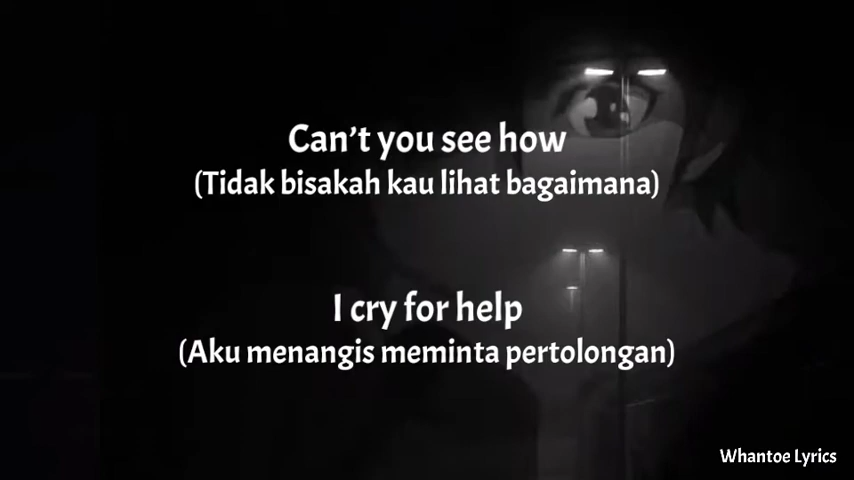 Can't you see how
(Tidak bisakah kau lihat bagaimana)
I cry for help
(Aku menangis meminta pertolongan)
Whantoe Lyrics